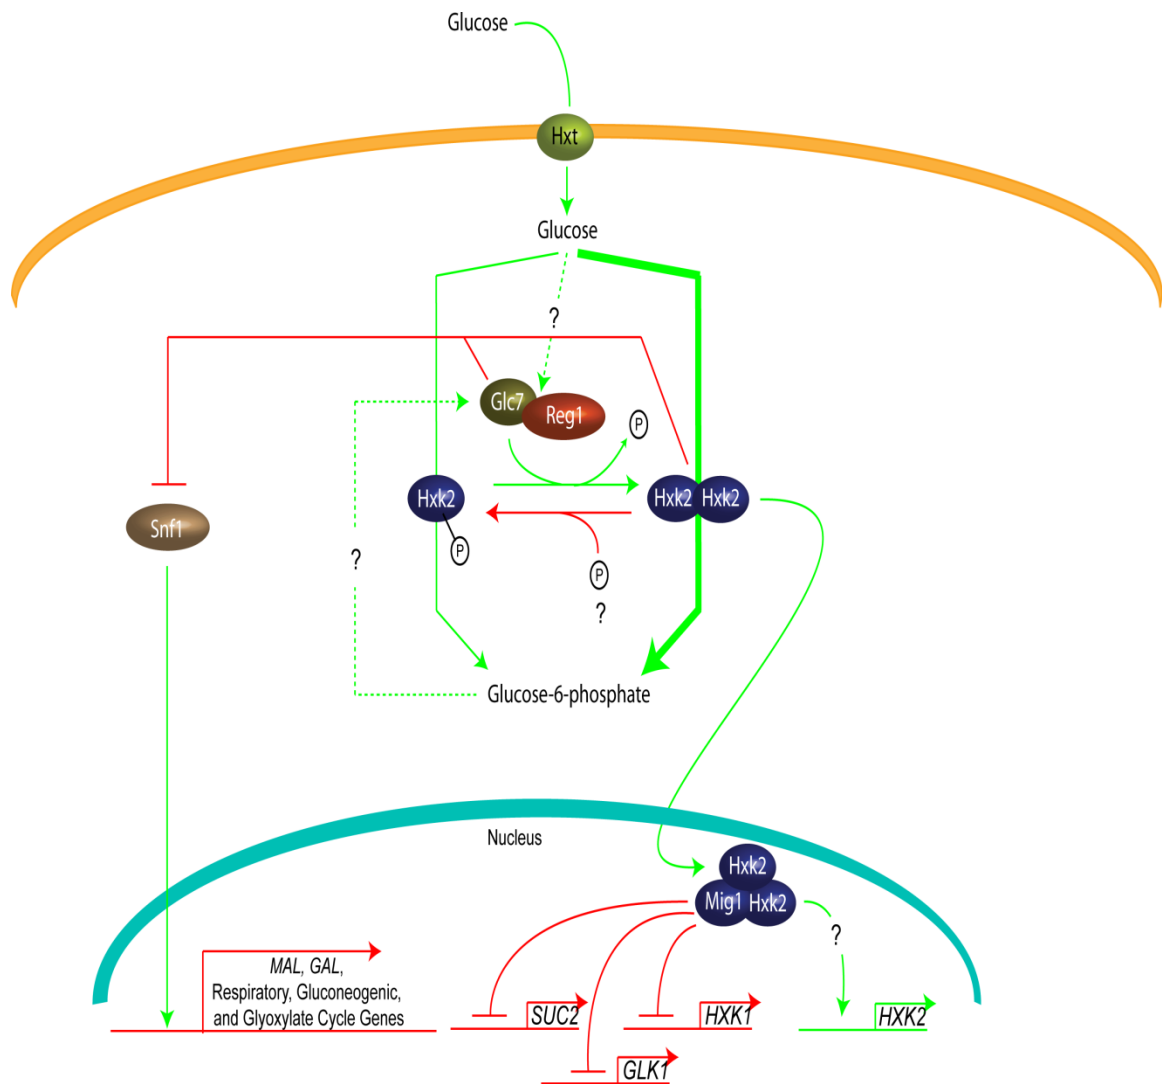 Glucose
Hxt
Glucose
?
Glc7
Reg1
P
Hxk2
Hxk2 Hxk2
Snf1
P
?
P
?
Glucose-6-phosphate
Nucleus
Hxk2
Mig1 Hxk2
?
MAL, GAL,
Respiratory, Gluconeogenic,
and Glyoxylate Cycle Genes
SUC2
HXK1
HXK2
GLK1